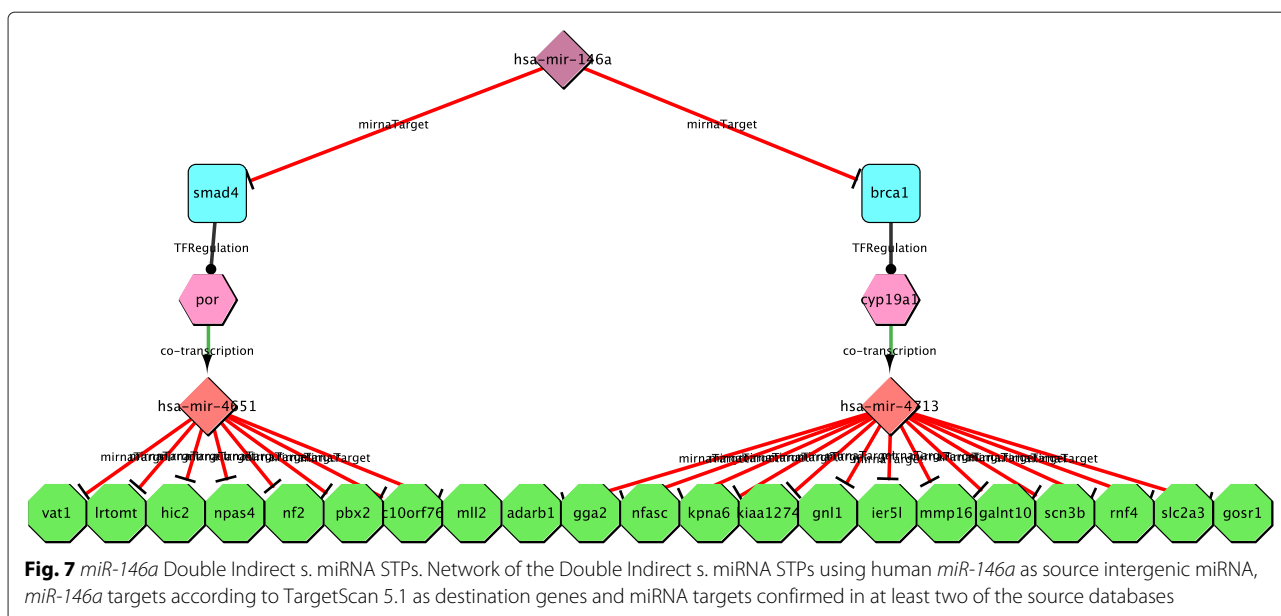 hsa-mir-146a
mirnaTarget mirnaTarget
smad4 brca1
TFRegulation TFRegulation
por cyp19a1
co-transcription co-transcription
hsa-mir-4651 hsa-mir-4713
vat1 lrtomt hic2 npas4 nf2 pbx2 c10orf76 mll2 adarb1 gga2 nfasc kpna6 kiaa1274 gnl1 ier5l mmp16 galnt10 scn3b rnf4 slc2a3 gosr1
Fig. 7 miR-146a Double Indirect s. miRNA STPs. Network of the Double Indirect s. miRNA STPs using human miR-146a as source intergenic miRNA,
miR-146a targets according to TargetScan 5.1 as destination genes and miRNA targets confirmed in at least two of the source databases